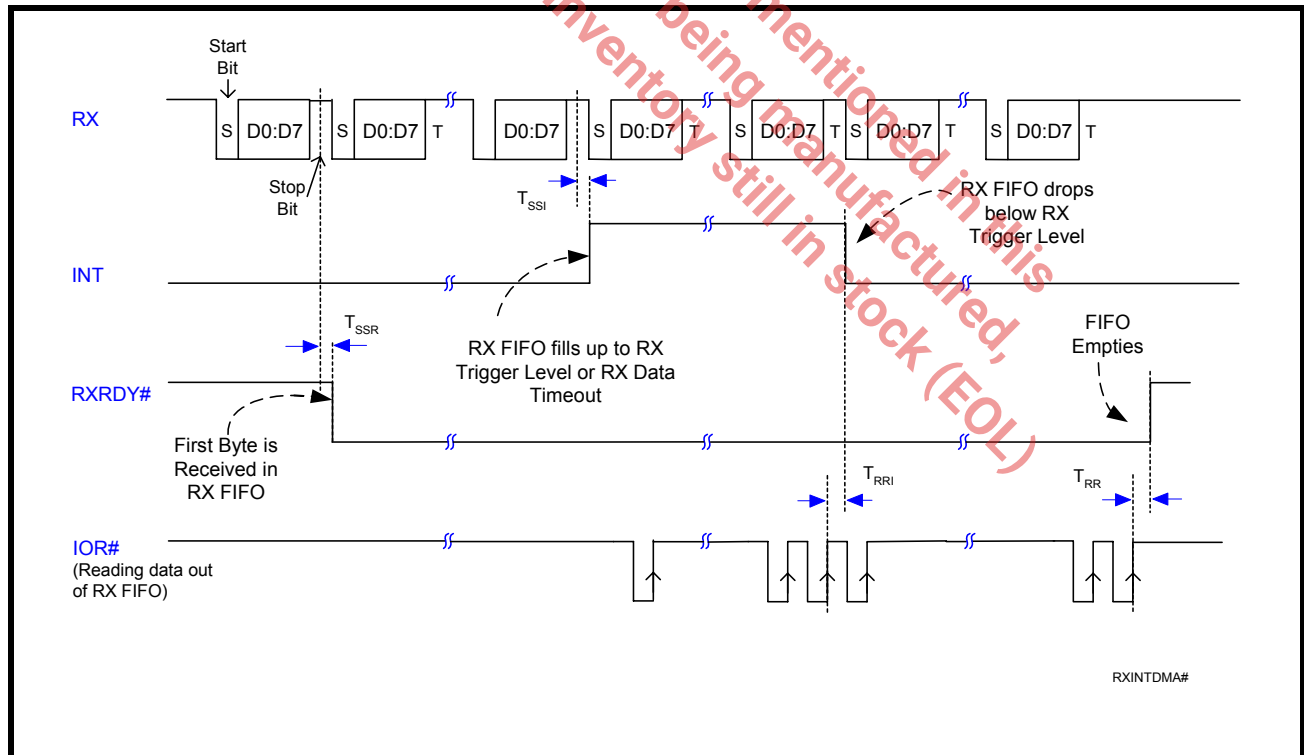 Start
Bit
RX
S D0:D7 S D0:D7 T D0:D7 S D0:D7 T S D0:D7 T S D0:D7 T S D0:D7 T
Stop
Bit
TSSI
RX FIFO drops
below RX
Trigger Level
INT
TSSR
RX FIFO fills up to RX
Trigger Level or RX Data
Timeout
FIFO
Empties
RXRDY#
First Byte is
Received in
RX FIFO
TRRI
TRR
IOR#
(Reading data out
of RX FIFO)
RXINTDMA#
mentioned in this
being manufactured,
inventory still in stock (EOL)